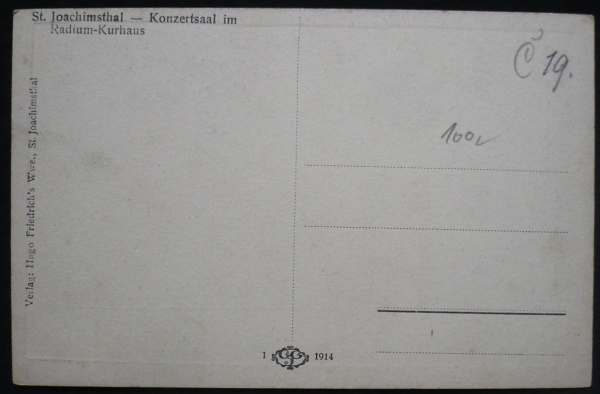 St. Joachimsthal — Konzertsaal im
Radium-Kurhaus
Č 19.
100
Verlag: Hugo Friedrich's Wwe., St. Joachimsthal
1 1914